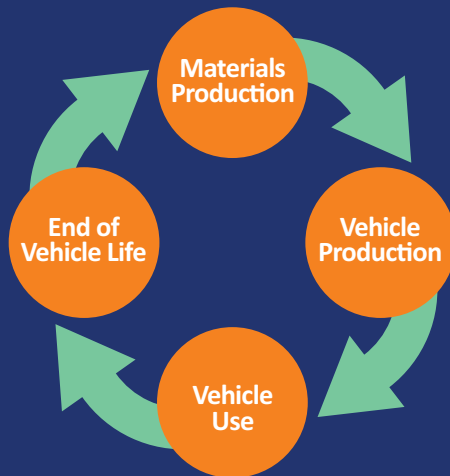 Materials
Production
Vehicle
Production
Vehicle
Use
End of
Vehicle Life